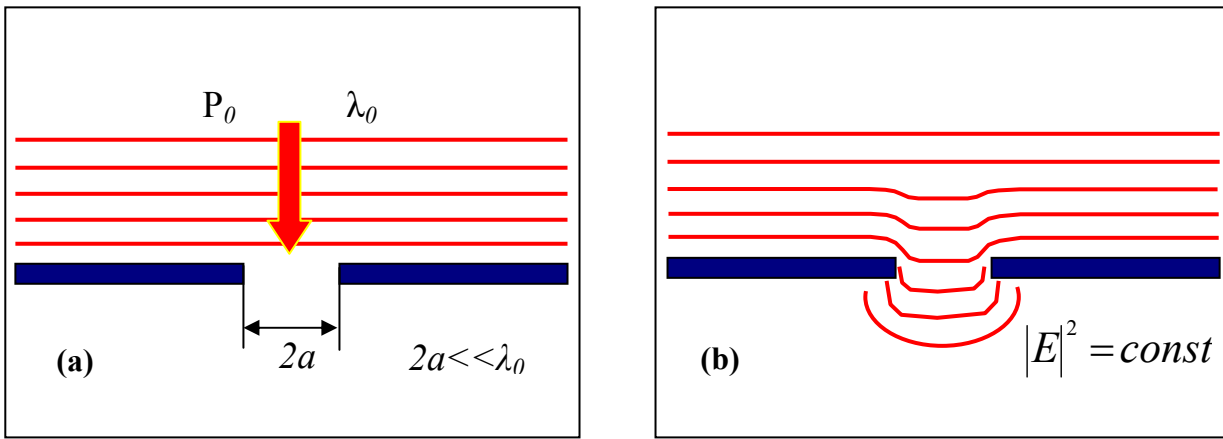 P₀ λ₀
2a 2a<<λ₀
(a)
|E|² = const
(b)